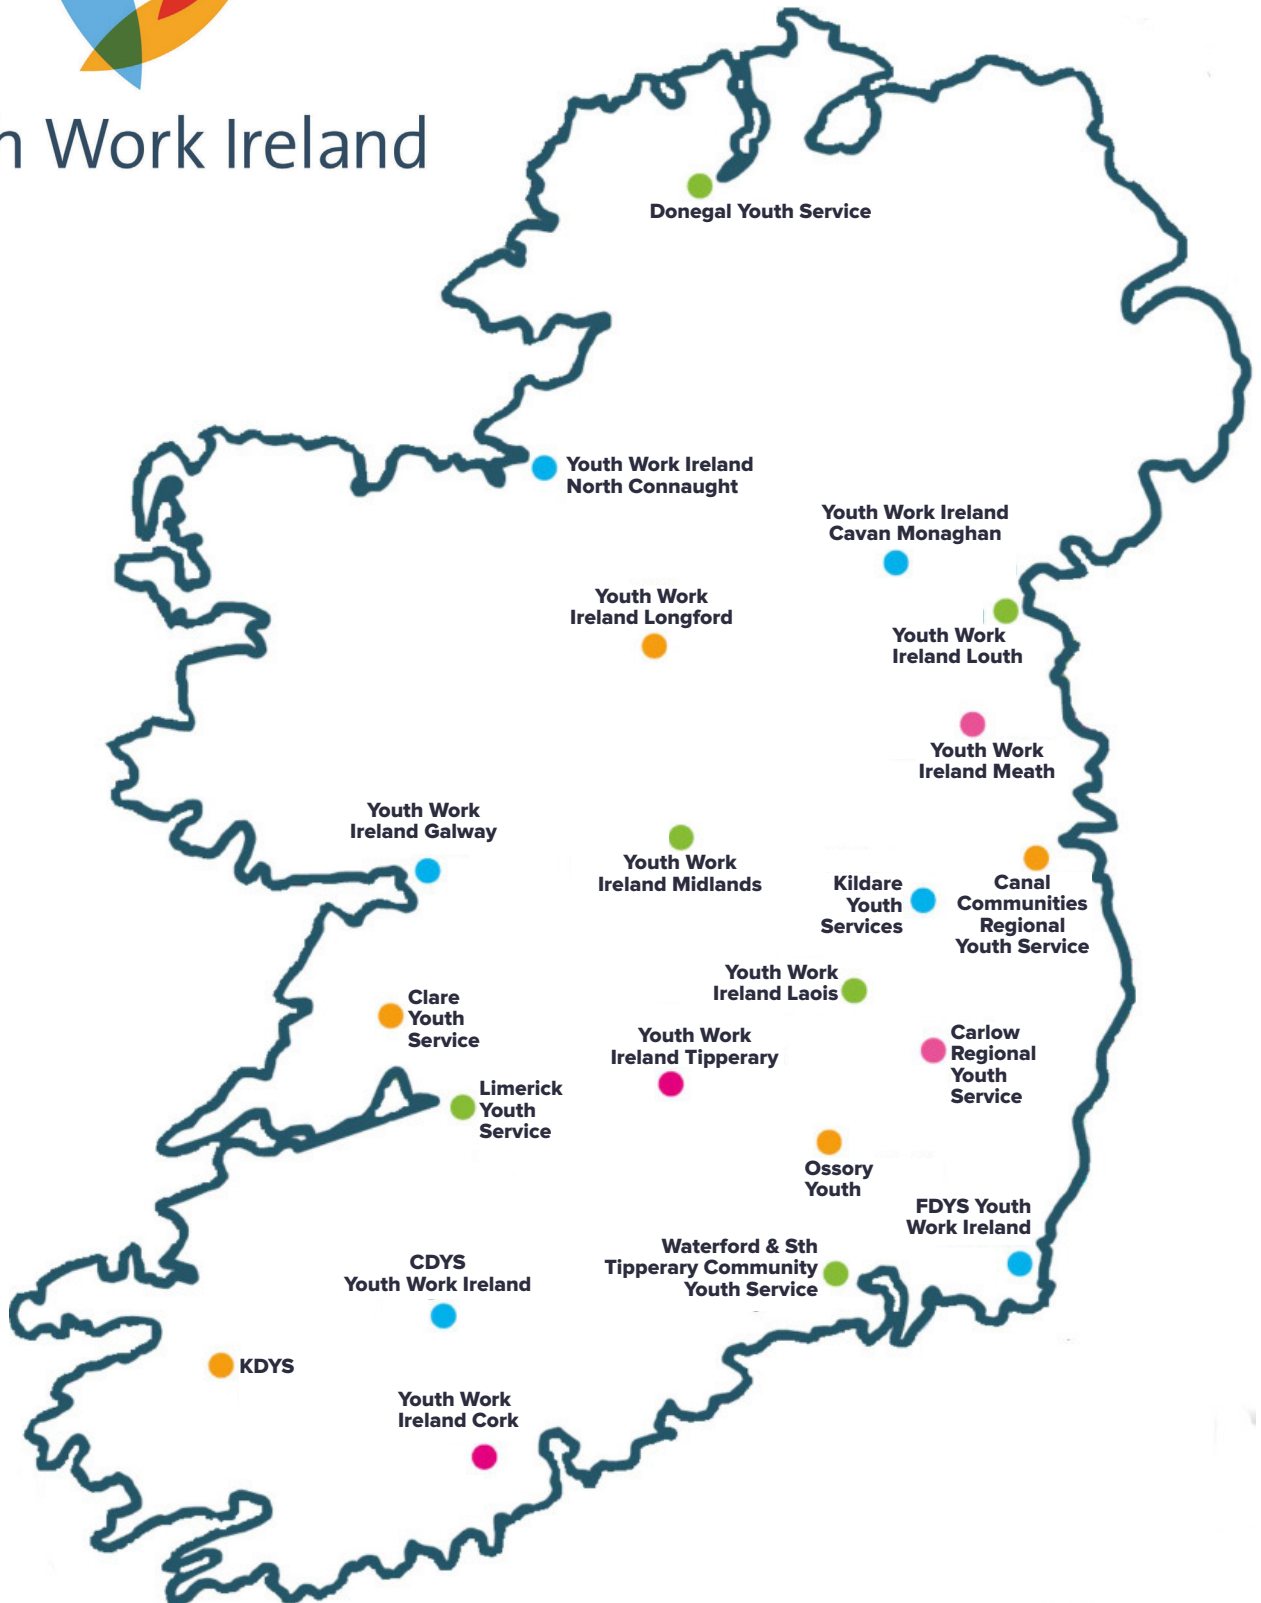 h Work Ireland
Donegal Youth Service
Youth Work Ireland
North Connaught
Youth Work Ireland
Cavan Monaghan
Youth Work
Ireland Longford
Youth Work
Ireland Louth
Youth Work
Ireland Meath
Youth Work
Ireland Galway
Youth Work
Ireland Midlands
Kildare
Youth
Services
Canal
Communities
Regional
Youth Service
Youth Work
Ireland Laois
Clare
Youth
Service
Youth Work
Ireland Tipperary
Carlow
Regional
Youth
Service
Limerick
Youth
Service
Ossory
Youth
FDYS Youth
Work Ireland
Waterford & Sth
Tipperary Community
Youth Service
CDYS
Youth Work Ireland
KDYS
Youth Work
Ireland Cork